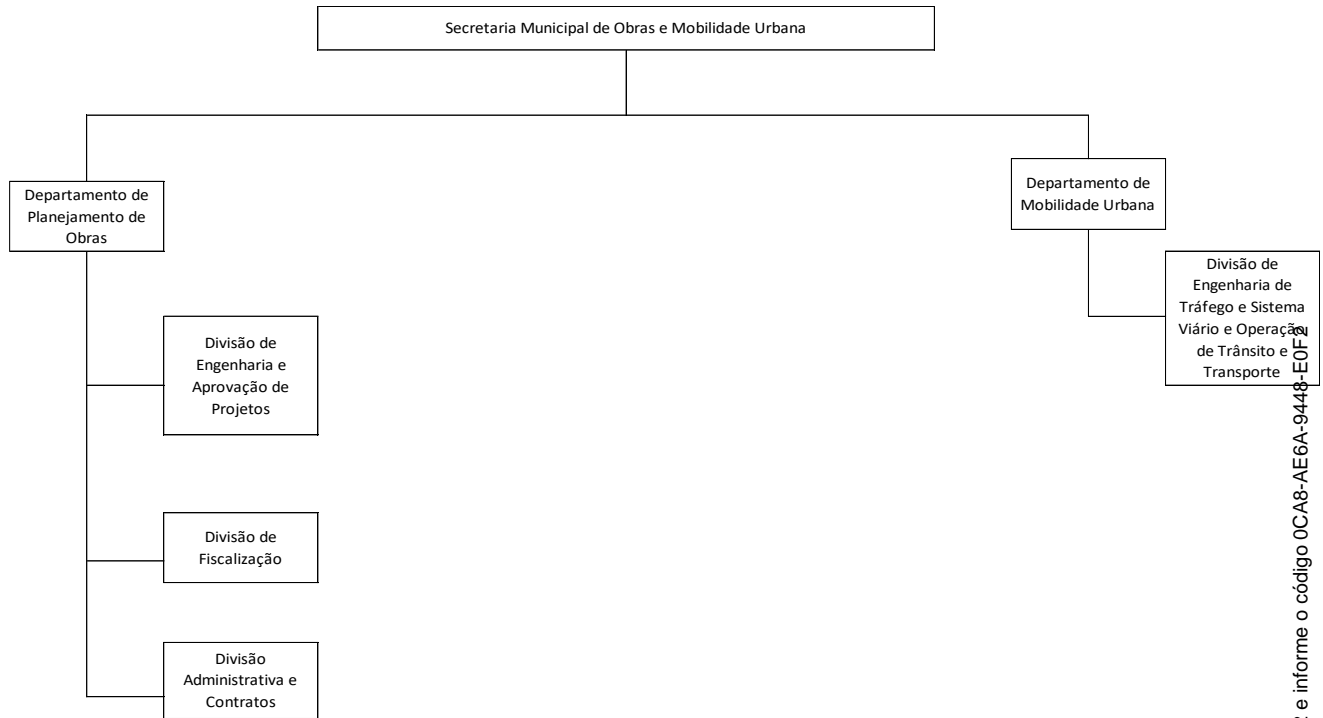 Secretaria Municipal de Obras e Mobilidade Urbana
Departamento de
Planejamento de
Obras
Departamento de
Mobilidade Urbana
Divisão de
Engenharia de
Tráfego e Sistema
Viário e Operação
de Trânsito e
Transporte
Divisão de
Engenharia e
Aprovação de
Projetos
Divisão de
Fiscalização
Divisão
Administrativa e
Contratos
e informe o código 0CA8-AE6A-9448-E0F2